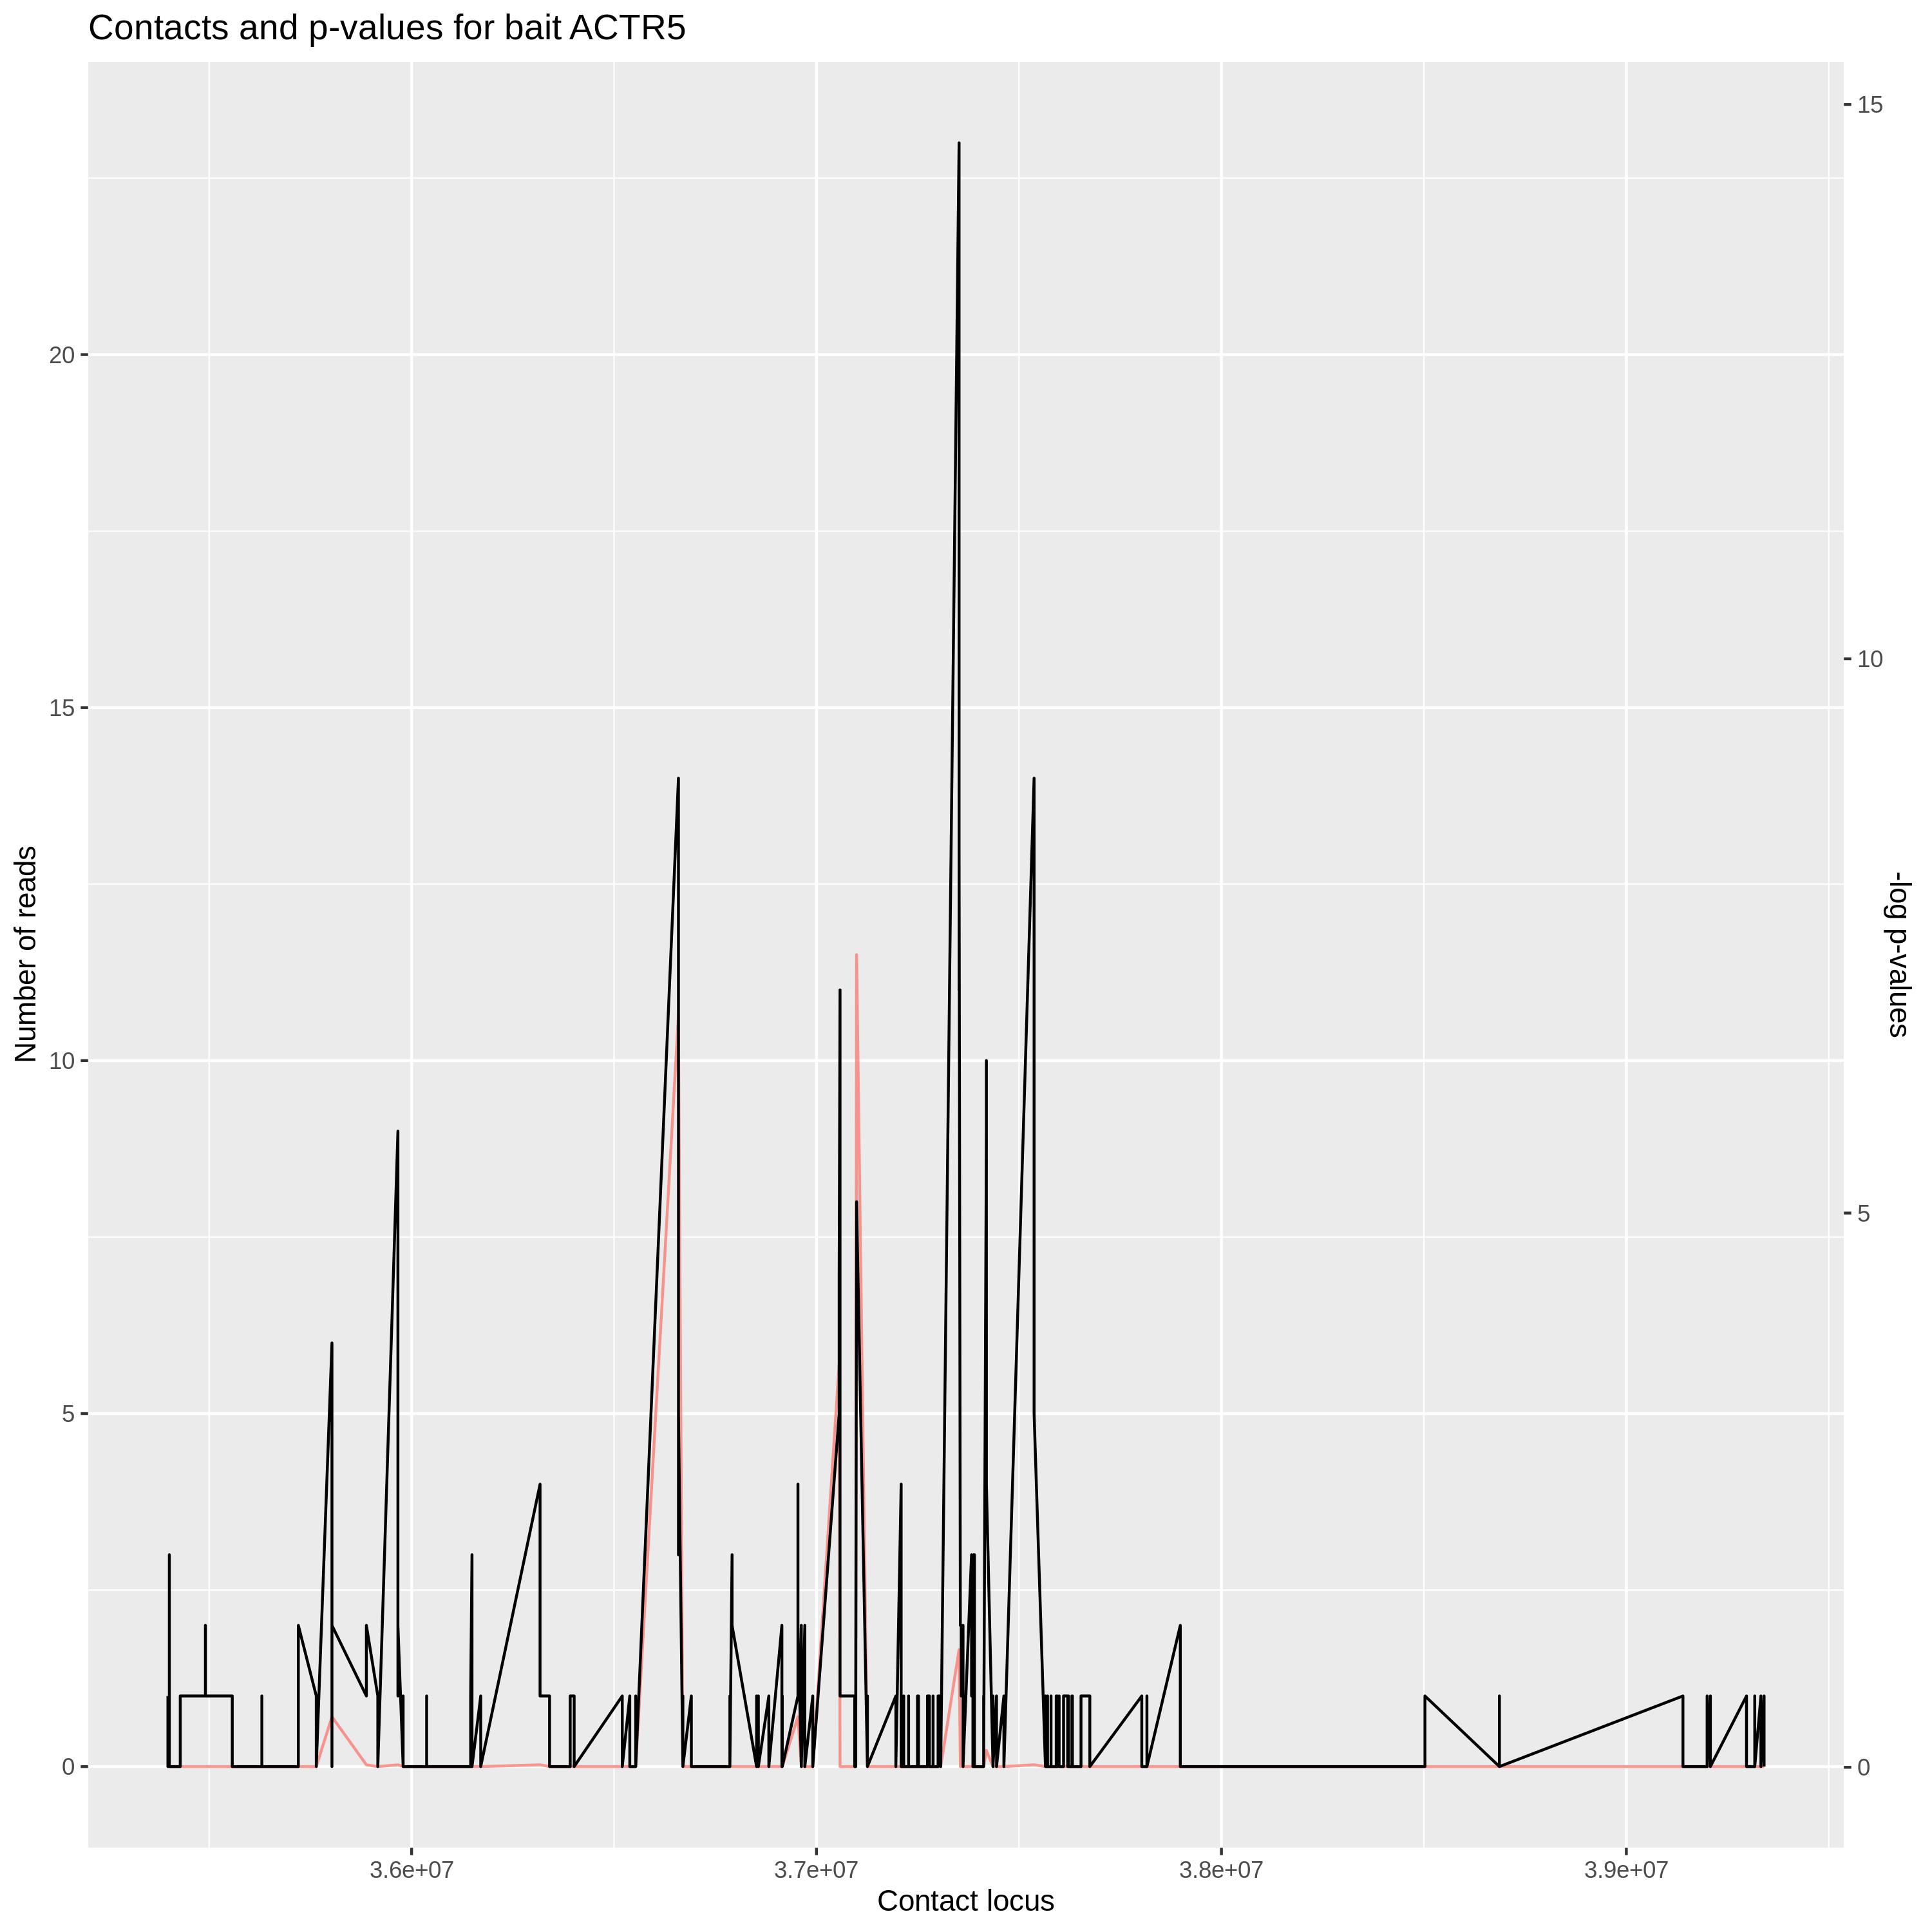 Contacts and p-values for bait ACTR5
Number of reads
20
15
10
5
0
15
10
5
0
-log p-values
3.6e+07 3.7e+07 3.8e+07 3.9e+07
Contact locus